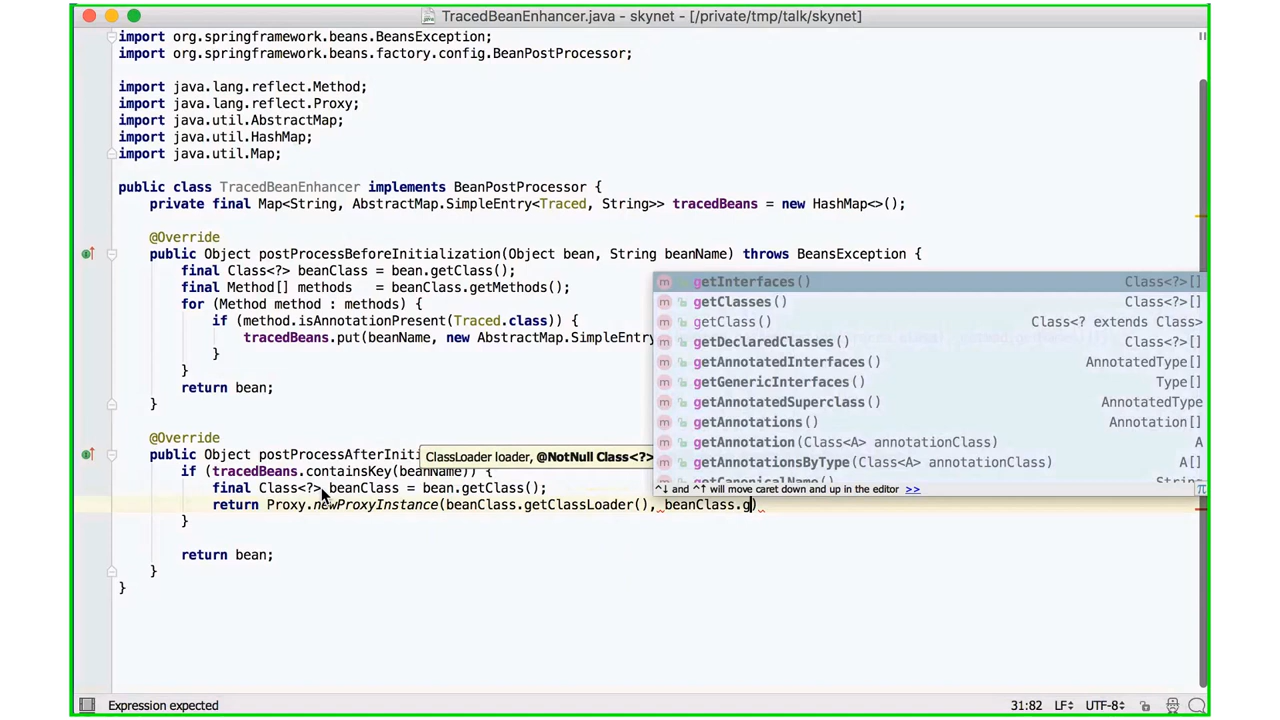 TracedBeanEnhancer.java - skynet - [/private/tmp/talk/skynet]
import org.springframework.beans.BeansException;
import org.springframework.beans.factory.config.BeanPostProcessor;
import java.lang.reflect.Method;
import java.lang.reflect.Proxy;
import java.util.AbstractMap;
import java.util.HashMap;
import java.util.Map;
public class TracedBeanEnhancer implements BeanPostProcessor {
private final Map<String, AbstractMap.SimpleEntry<Traced, String>> tracedBeans = new HashMap<>();
@Override
public Object postProcessBeforeInitialization(Object bean, String beanName) throws BeansException {
final Class<?> beanClass = bean.getClass();
final Method[] methods = beanClass.getMethods();
for (Method method : methods) {
if (method.isAnnotationPresent(Traced.class)) {
tracedBeans.put(beanName, new AbstractMap.SimpleEntry
}
}
return bean;
}
@Override
public Object postProcessAfterIniti
if (tracedBeans.containsKey(beanName)) {
final Class<?> beanClass = bean.getClass();
return Proxy.newProxyInstance(beanClass.getClassLoader(), beanClass.g)
}
return bean;
}
}
ClassLoader loader, @NotNull Class<?>
getInterfaces() Class<?>[]
getClasses() Class<?>[]
getClass() Class<? extends Class>
getDeclaredClasses() Class<?>[]
getAnnotatedInterfaces() AnnotatedType[]
getGenericInterfaces() Type[]
getAnnotatedSuperclass() AnnotatedType
getAnnotations() Annotation[]
getAnnotation(Class<A> annotationClass) A
getAnnotationsByType(Class<A> annotationClass) A[]
getCanonicalName() String
^↓ and ^↑ will move caret down and up in the editor >> π
Expression expected 31:82 LF UTF-8